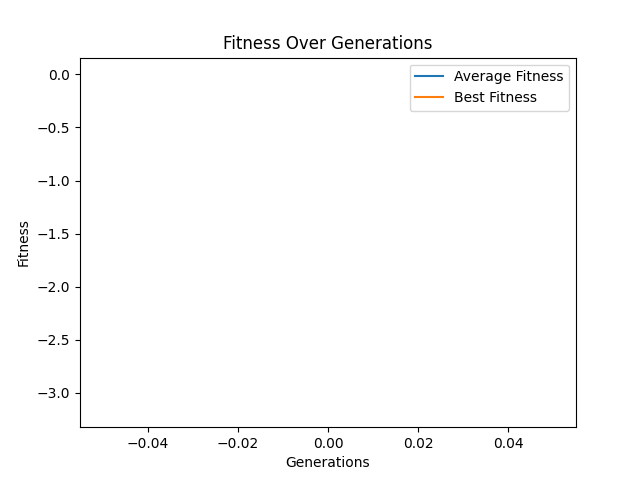 Fitness Over Generations
Average Fitness
Best Fitness
0.0
−0.5
−1.0
−1.5
−2.0
−2.5
−3.0
Fitness
−0.04
−0.02
0.00
0.02
0.04
Generations